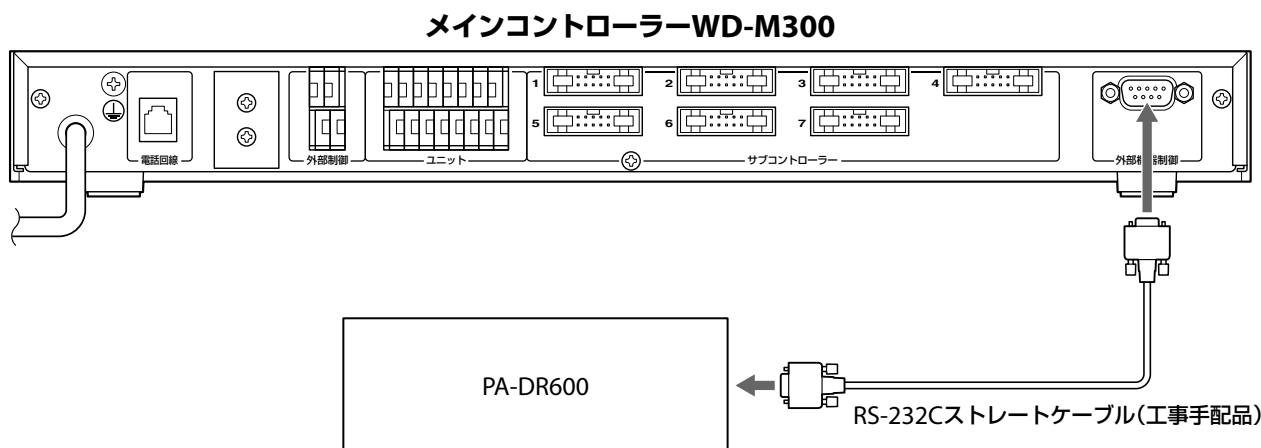 メインコントローラーWD-M300
1 2 3 4
5 6 7
電話回線 外部制御 ユニット サブコントローラー 外部機器制御
PA-DR600
RS-232Cストレートケーブル（工事手配品）